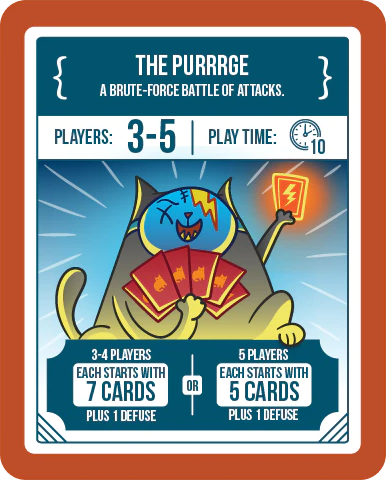 THE PURRRGE
A BRUTE-FORCE BATTLE OF ATTACKS.
PLAYERS: 3-5 PLAY TIME: 10
3-4 PLAYERS
EACH STARTS WITH
7 CARDS
PLUS 1 DEFUSE
OR
5 PLAYERS
EACH STARTS WITH
5 CARDS
PLUS 1 DEFUSE